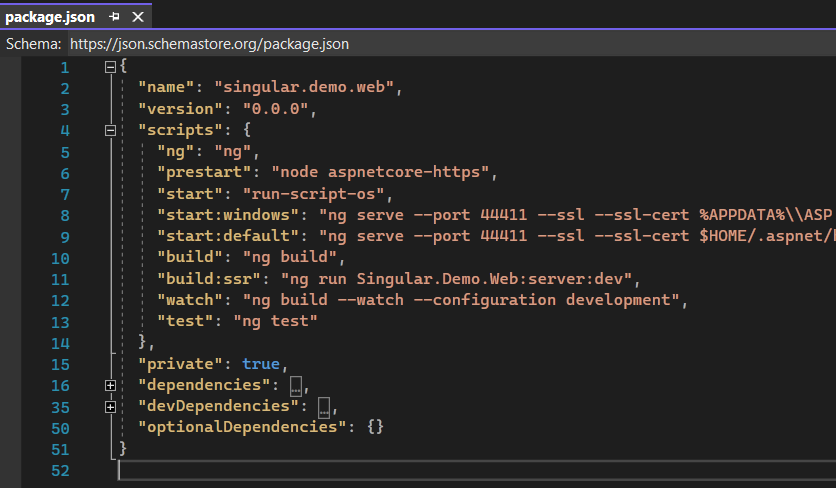 package.json
Schema: https://json.schemastore.org/package.json
1 {
2 "name": "singular.demo.web",
3 "version": "0.0.0",
4 "scripts": {
5 "ng": "ng",
6 "prestart": "node aspnetcore-https",
7 "start": "run-script-os",
8 "start:windows": "ng serve --port 44411 --ssl --ssl-cert %APPDATA%\\ASP
9 "start:default": "ng serve --port 44411 --ssl --ssl-cert $HOME/.aspnet/
10 "build": "ng build",
11 "build:ssr": "ng run Singular.Demo.Web:server:dev",
12 "watch": "ng build --watch --configuration development",
13 "test": "ng test"
14 },
15 "private": true,
16 "dependencies": ...,
35 "devDependencies": ...,
50 "optionalDependencies": {}
51 }
52